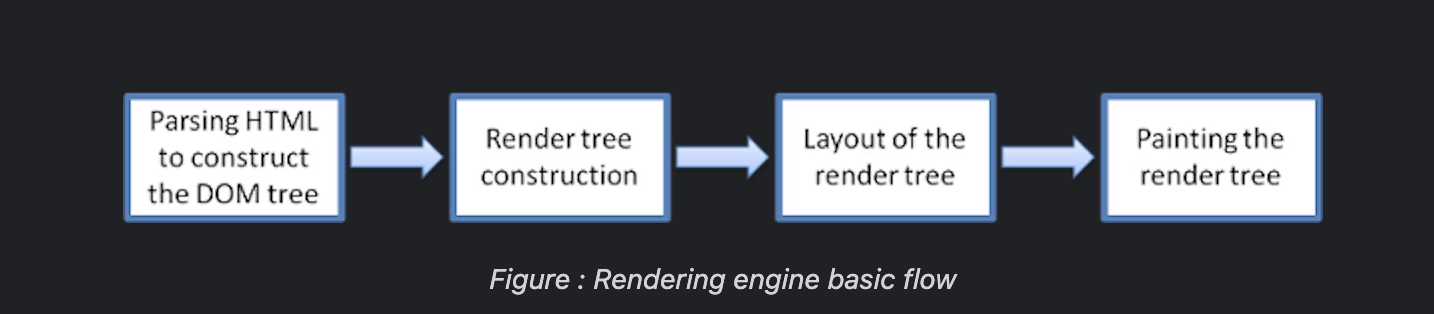 Parsing HTML
to construct
the DOM tree
Render tree
construction
Layout of the
render tree
Painting the
render tree
Figure : Rendering engine basic flow